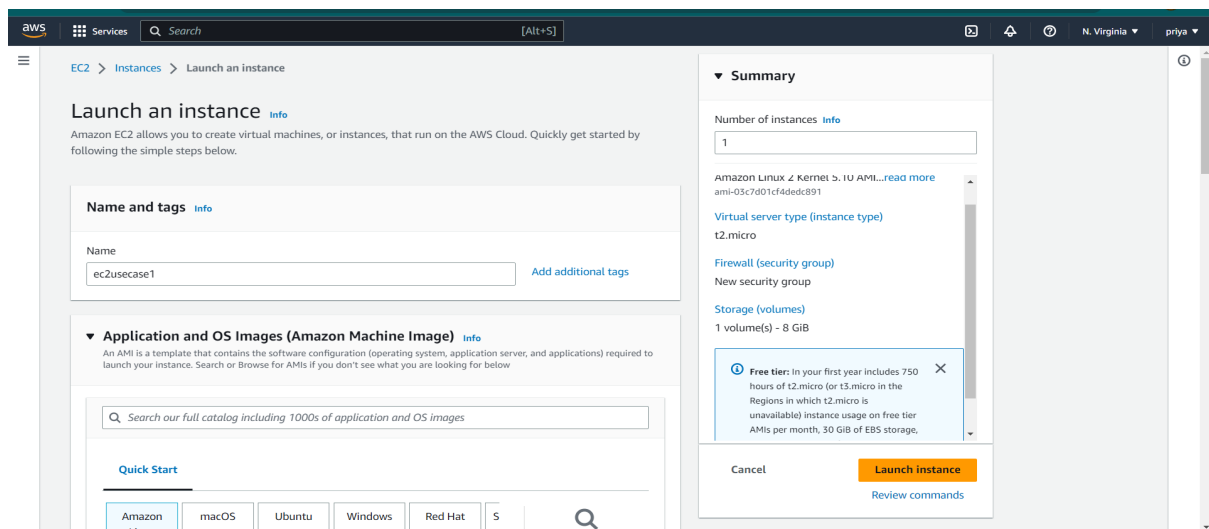 aws
Services
Search
[Alt+S]
N. Virginia
priya
EC2 > Instances > Launch an instance
Launch an instance Info
Amazon EC2 allows you to create virtual machines, or instances, that run on the AWS Cloud. Quickly get started by
following the simple steps below.
Name and tags Info
Name
ec2usecase1
Add additional tags
Application and OS Images (Amazon Machine Image) Info
An AMI is a template that contains the software configuration (operating system, application server, and applications) required to
launch your instance. Search or Browse for AMIs if you don't see what you are looking for below
Search our full catalog including 1000s of application and OS images
Quick Start
Amazon
macOS
Ubuntu
Windows
Red Hat
S
Summary
Number of instances Info
1
Amazon Linux 2 Kernel 5.10 AMI...read more
ami-03c7d01cf4dedc891
Virtual server type (instance type)
t2.micro
Firewall (security group)
New security group
Storage (volumes)
1 volume(s) - 8 GiB
Free tier: In your first year includes 750
hours of t2.micro (or t3.micro in the
Regions in which t2.micro is
unavailable) instance usage on free tier
AMIs per month, 30 GiB of EBS storage,
Cancel
Launch instance
Review commands